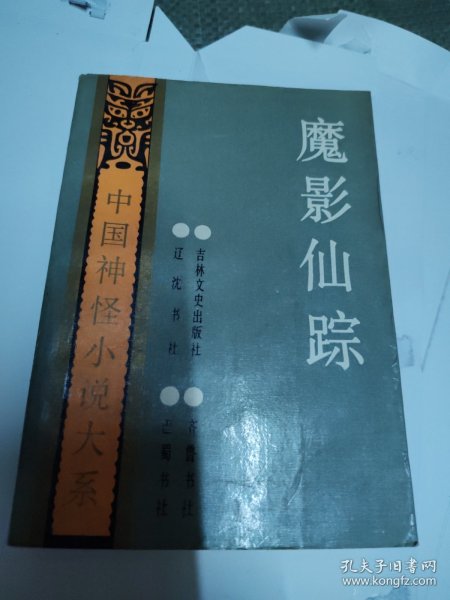 魔影仙踪
中国神怪小说大系
吉林文史出版社
辽沈书社
齐鲁书社
巴蜀书社
孔夫子旧书网
www.kongfz.com